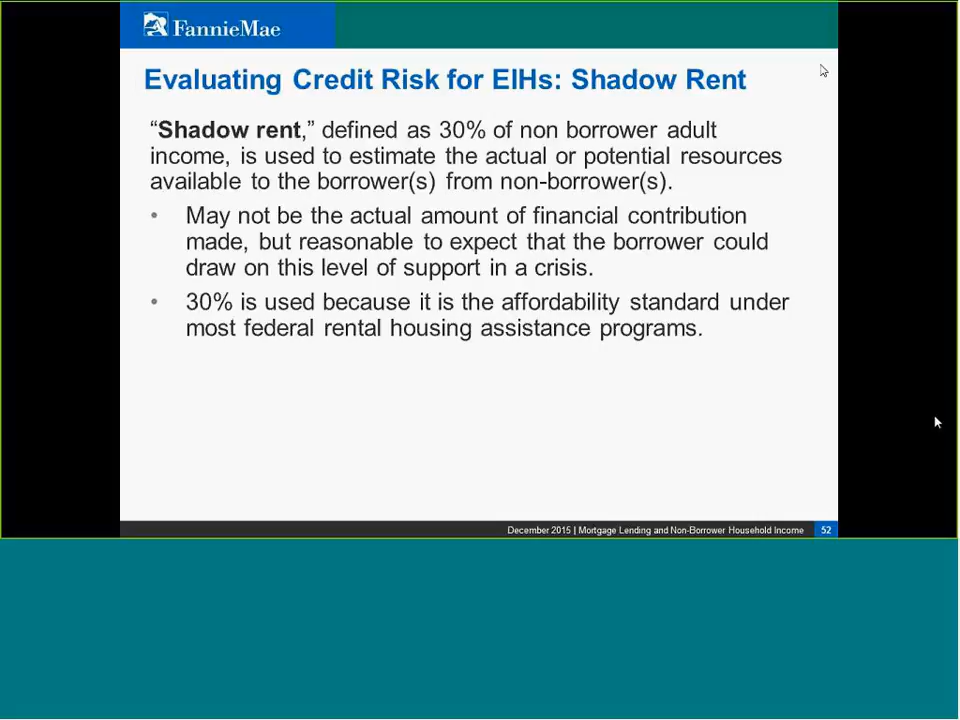 FannieMae
Evaluating Credit Risk for EIHs: Shadow Rent
“Shadow rent,” defined as 30% of non borrower adult
income, is used to estimate the actual or potential resources
available to the borrower(s) from non-borrower(s).
• May not be the actual amount of financial contribution
made, but reasonable to expect that the borrower could
draw on this level of support in a crisis.
• 30% is used because it is the affordability standard under
most federal rental housing assistance programs.
December 2015 | Mortgage Lending and Non-Borrower Household Income 52